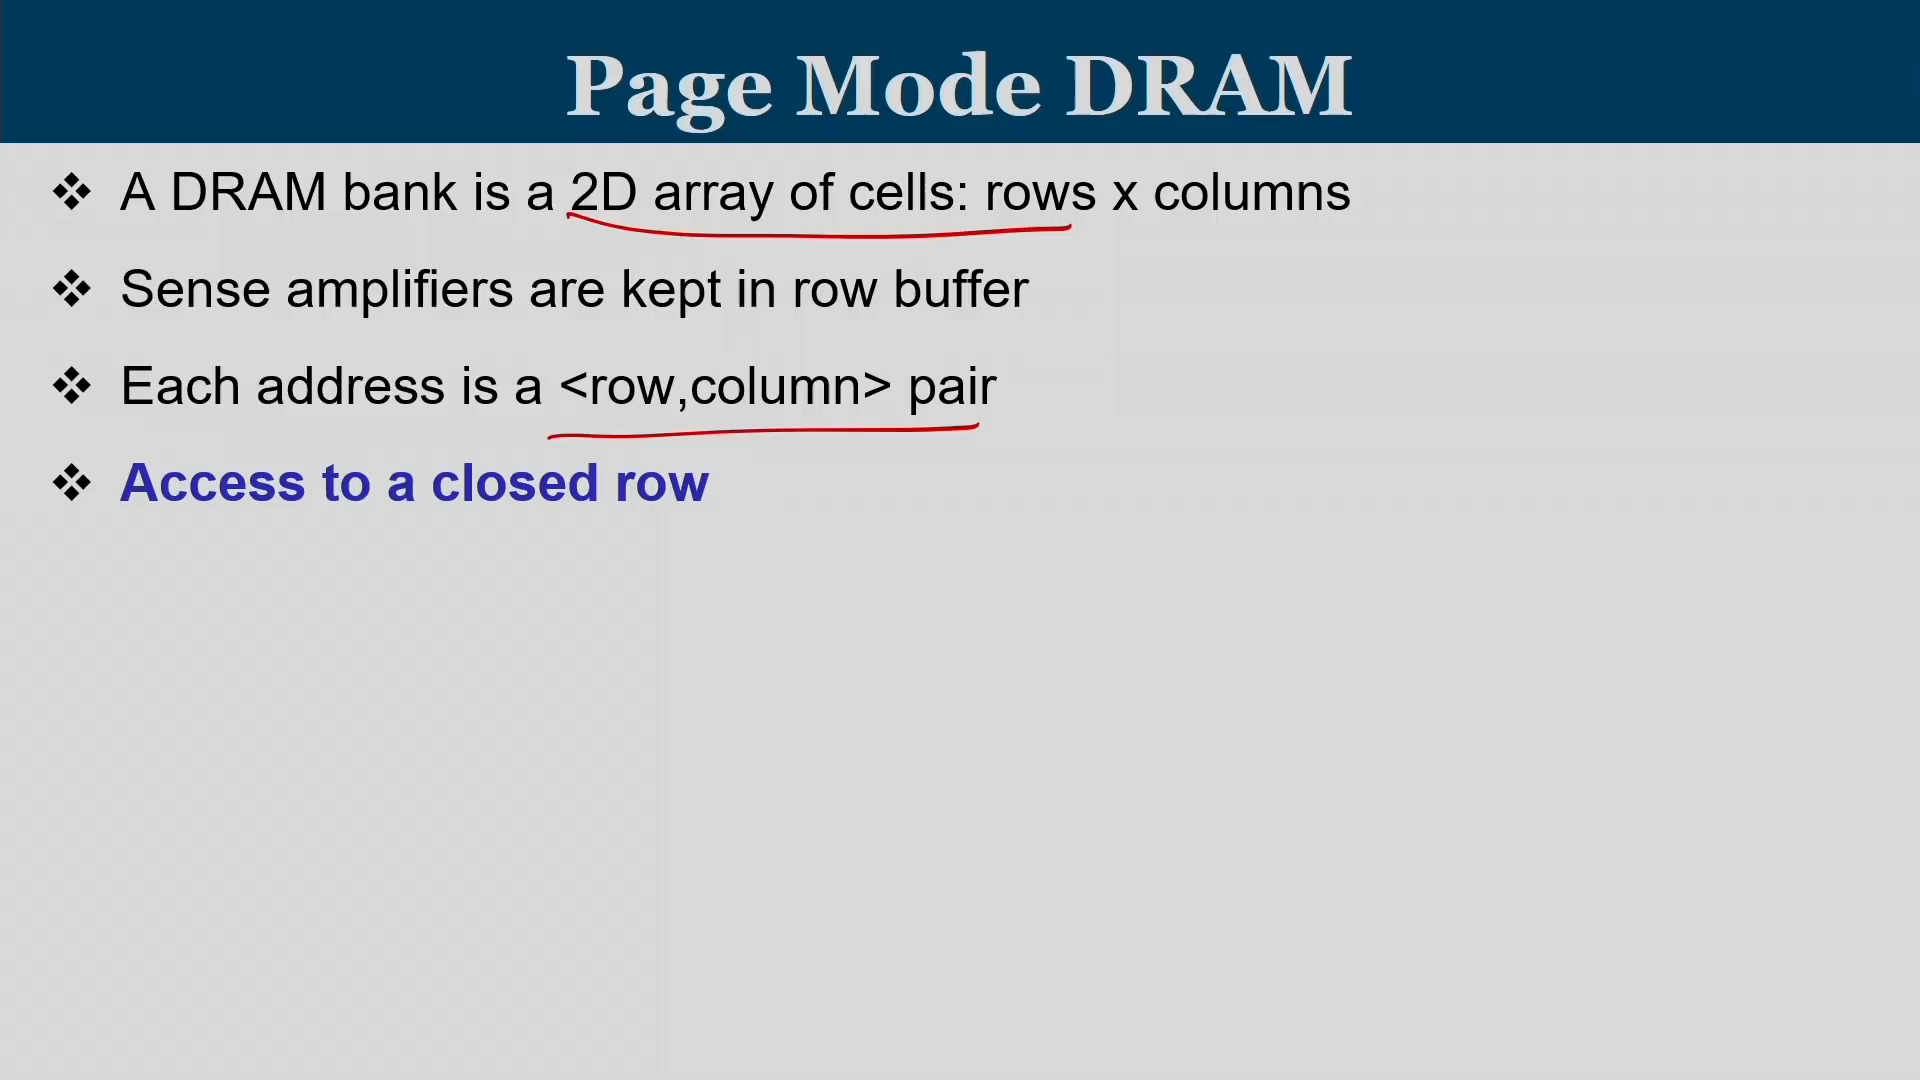 Page Mode DRAM
A DRAM bank is a 2D array of cells: rows x columns
Sense amplifiers are kept in row buffer
Each address is a <row,column> pair
Access to a closed row